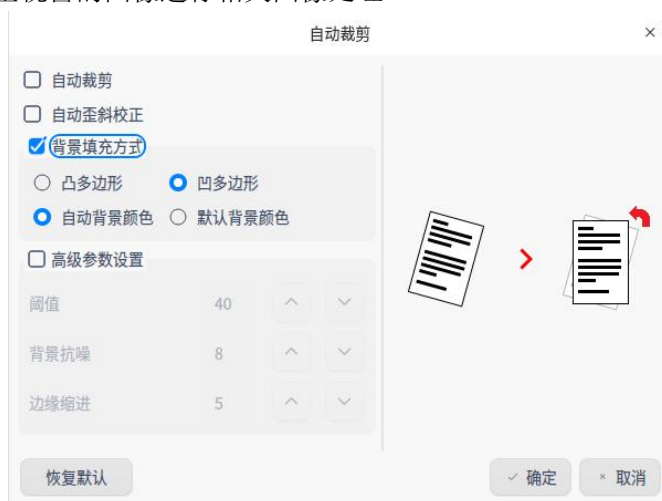 自动裁剪
自动裁剪
自动歪斜校正
背景填充方式
凸多边形 凹多边形
自动背景颜色 默认背景颜色
高级参数设置
阈值 40
背景抗噪 8
边缘缩进 5
恢复默认 确定 取消